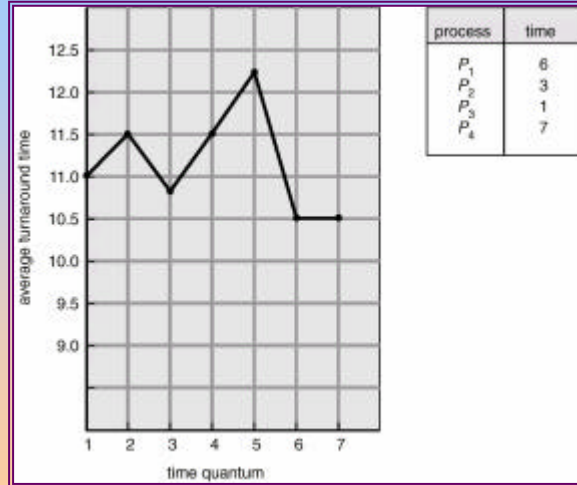 process time
P1 6
P2 3
P3 1
P4 7
12.5
12.0
11.5
11.0
10.5
10.0
9.5
9.0
average turnaround time
1 2 3 4 5 6 7
time quantum